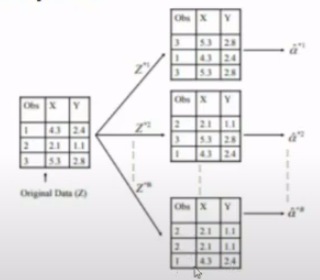 Obs X Y
3 5.3 2.8
1 4.3 2.4
3 5.3 2.8
Z*1
α̂*1
Obs X Y
1 4.3 2.4
2 2.1 1.1
3 5.3 2.8
Original Data (Z)
Z*2
Obs X Y
2 2.1 1.1
3 5.3 2.8
1 4.3 2.4
α̂*2
Z*B
Obs X Y
2 2.1 1.1
2 2.1 1.1
1 4.3 2.4
α̂*B